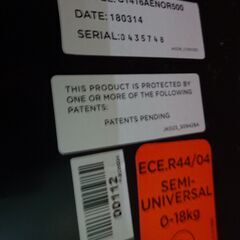 C1416AENOR500
DATE: 180314
SERIAL: 0435748
THIS PRODUCT IS PROTECTED BY
ONE OR MORE OF THE FOLLOWING
PATENTS:
PATENTS PENDING
00112
ECE.R44/04
SEMI-
UNIVERSAL
0-18kg